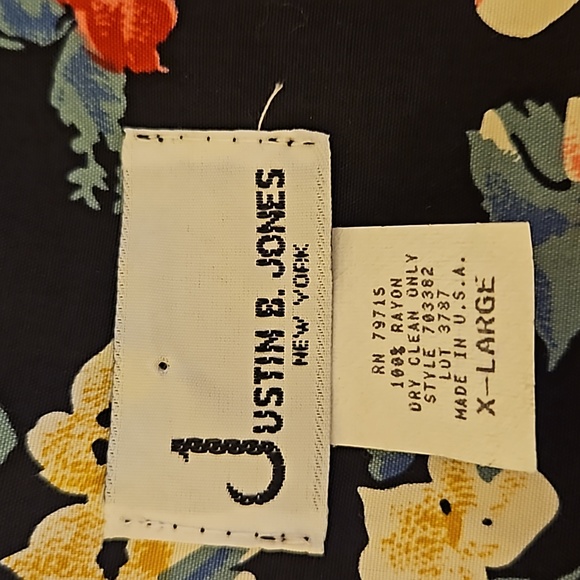 JUSTIN B. JONES
NEW YORK
RN 79715
100% RAYON
DRY CLEAN ONLY
STYLE 703382
LOT 3787
MADE IN U.S.A.
X-LARGE